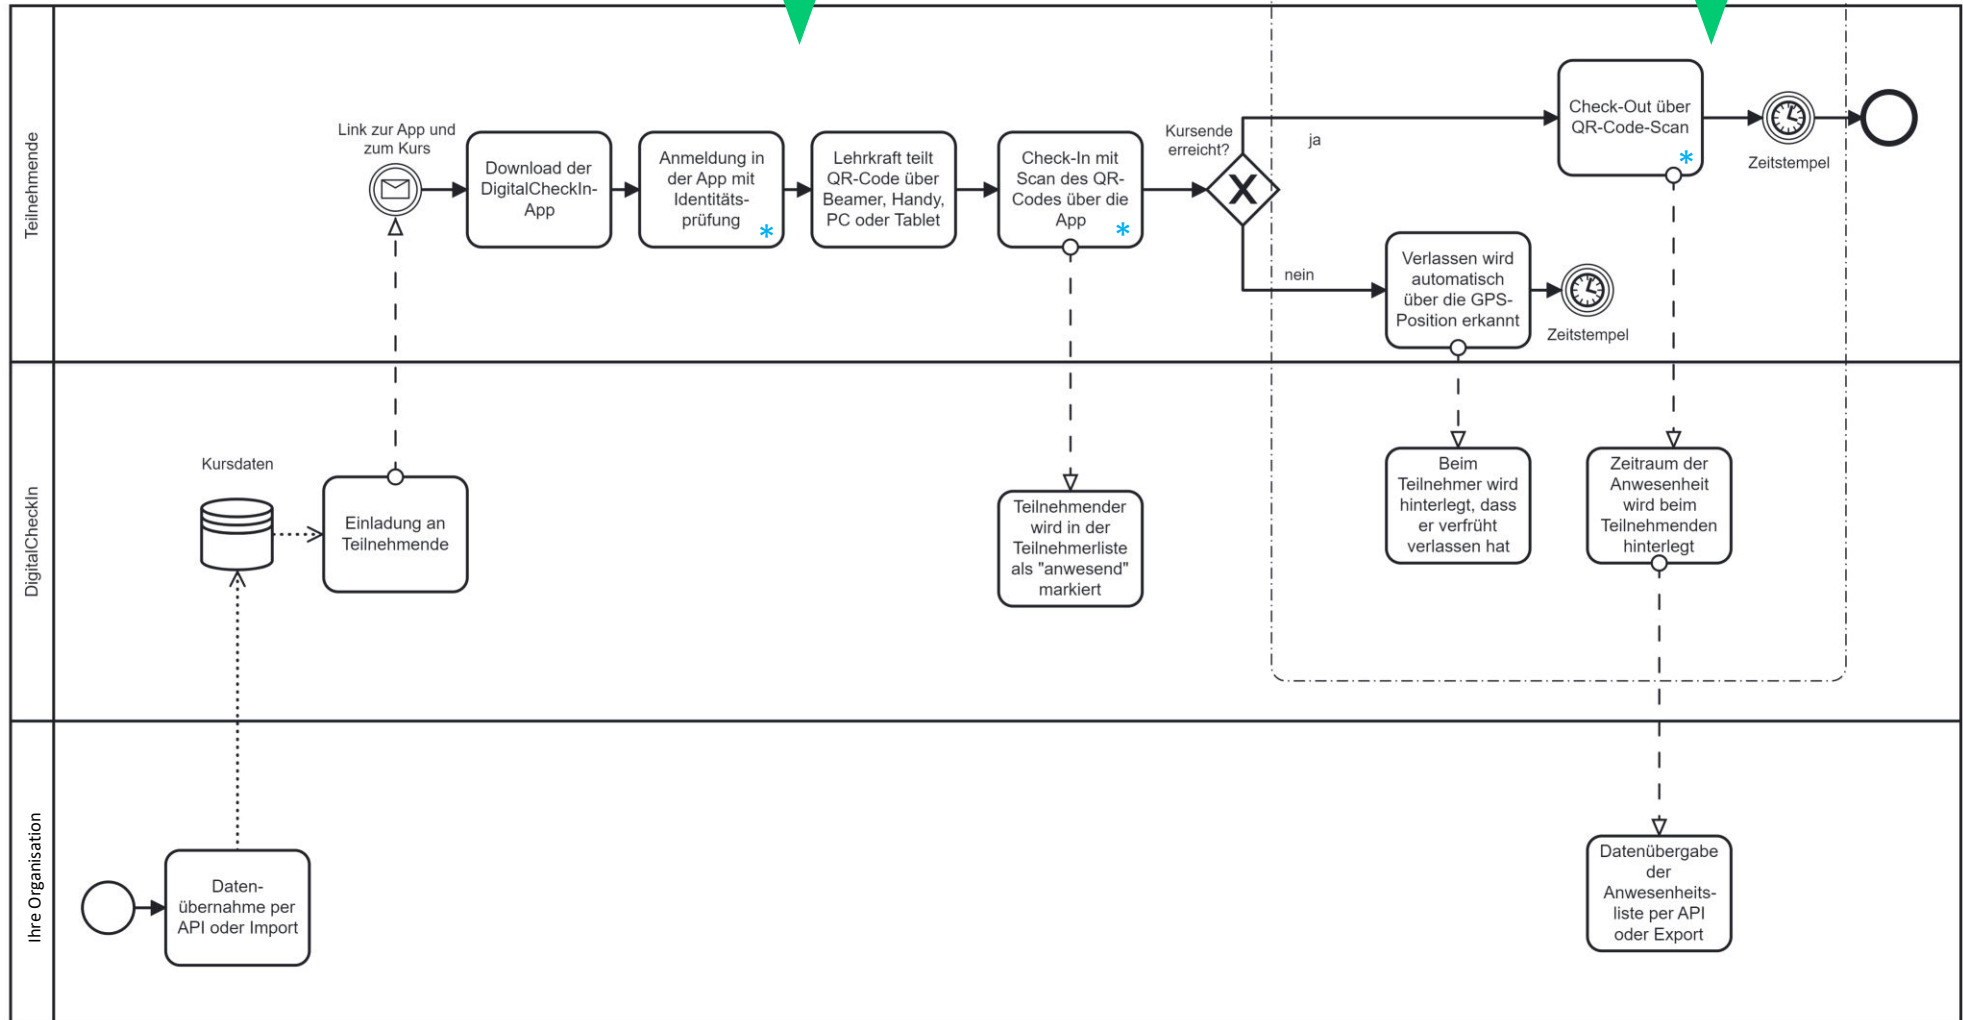 Teilnehmende
Link zur App und
zum Kurs
Download der
DigitalCheckIn-
App
Anmeldung in
der App mit
Identitäts-
prüfung
*
Lehrkraft teilt
QR-Code über
Beamer, Handy,
PC oder Tablet
Check-In mit
Scan des QR-
Codes über die
App
*
Kursende
erreicht?
X
ja
nein
Check-Out über
QR-Code-Scan
*
Zeitstempel
Verlassen wird
automatisch
über die GPS-
Position erkannt
Zeitstempel
DigitalCheckIn
Kursdaten
Einladung an
Teilnehmende
Teilnehmender
wird in der
Teilnehmerliste
als "anwesend"
markiert
Beim
Teilnehmer wird
hinterlegt, dass
er verfrüht
verlassen hat
Zeitraum der
Anwesenheit
wird beim
Teilnehmenden
hinterlegt
Ihre Organisation
Daten-
übernahme per
API oder Import
Datenübergabe
der
Anwesenheits-
liste per API
oder Export